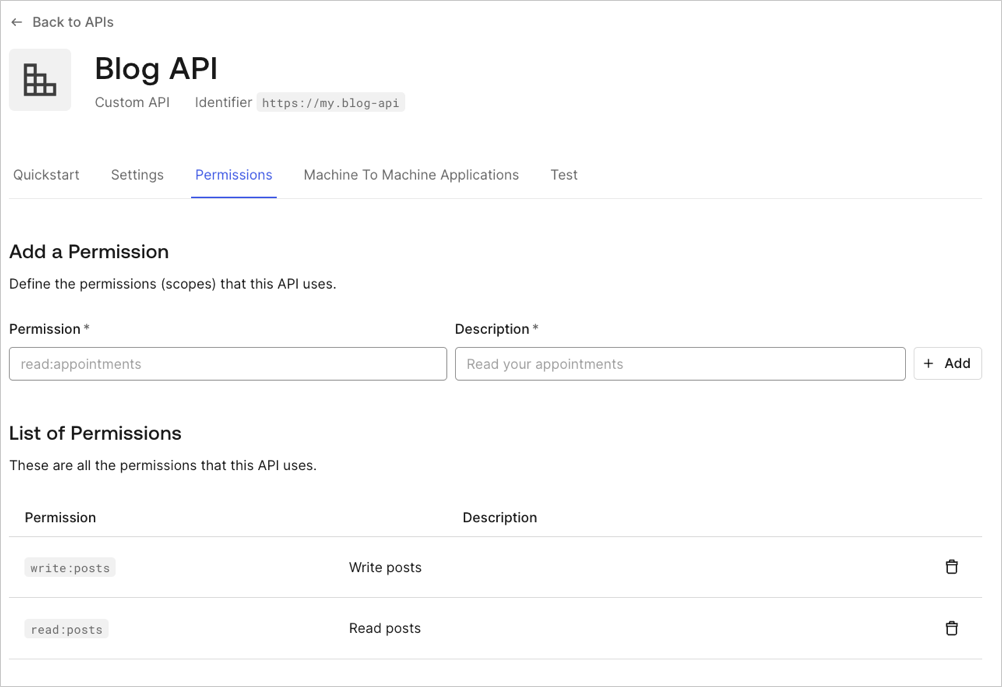 ← Back to APIs
Blog API
Custom API Identifier https://my.blog-api
Quickstart Settings Permissions Machine To Machine Applications Test
Add a Permission
Define the permissions (scopes) that this API uses.
Permission * Description *
read:appointments Read your appointments + Add
List of Permissions
These are all the permissions that this API uses.
Permission Description
write:posts Write posts
read:posts Read posts